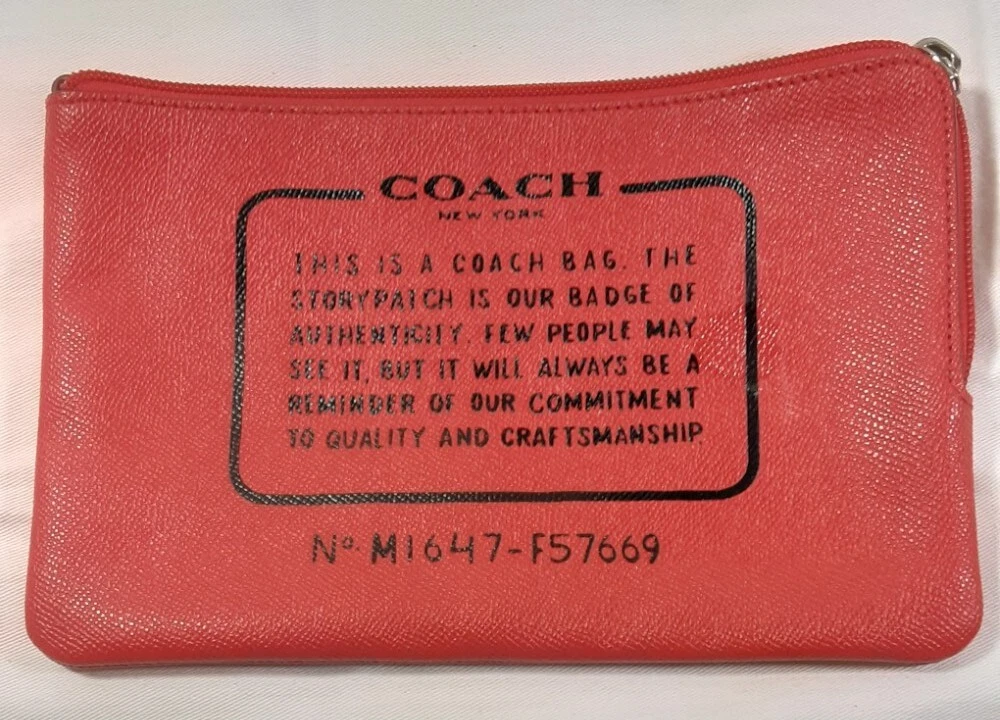 COACH
NEW YORK
THIS IS A COACH BAG. THE
STORYPATCH IS OUR BADGE OF
AUTHENTICITY. FEW PEOPLE MAY
SEE IT, BUT IT WILL ALWAYS BE A
REMINDER OF OUR COMMITMENT
TO QUALITY AND CRAFTSMANSHIP.
Nº M1647-F57669